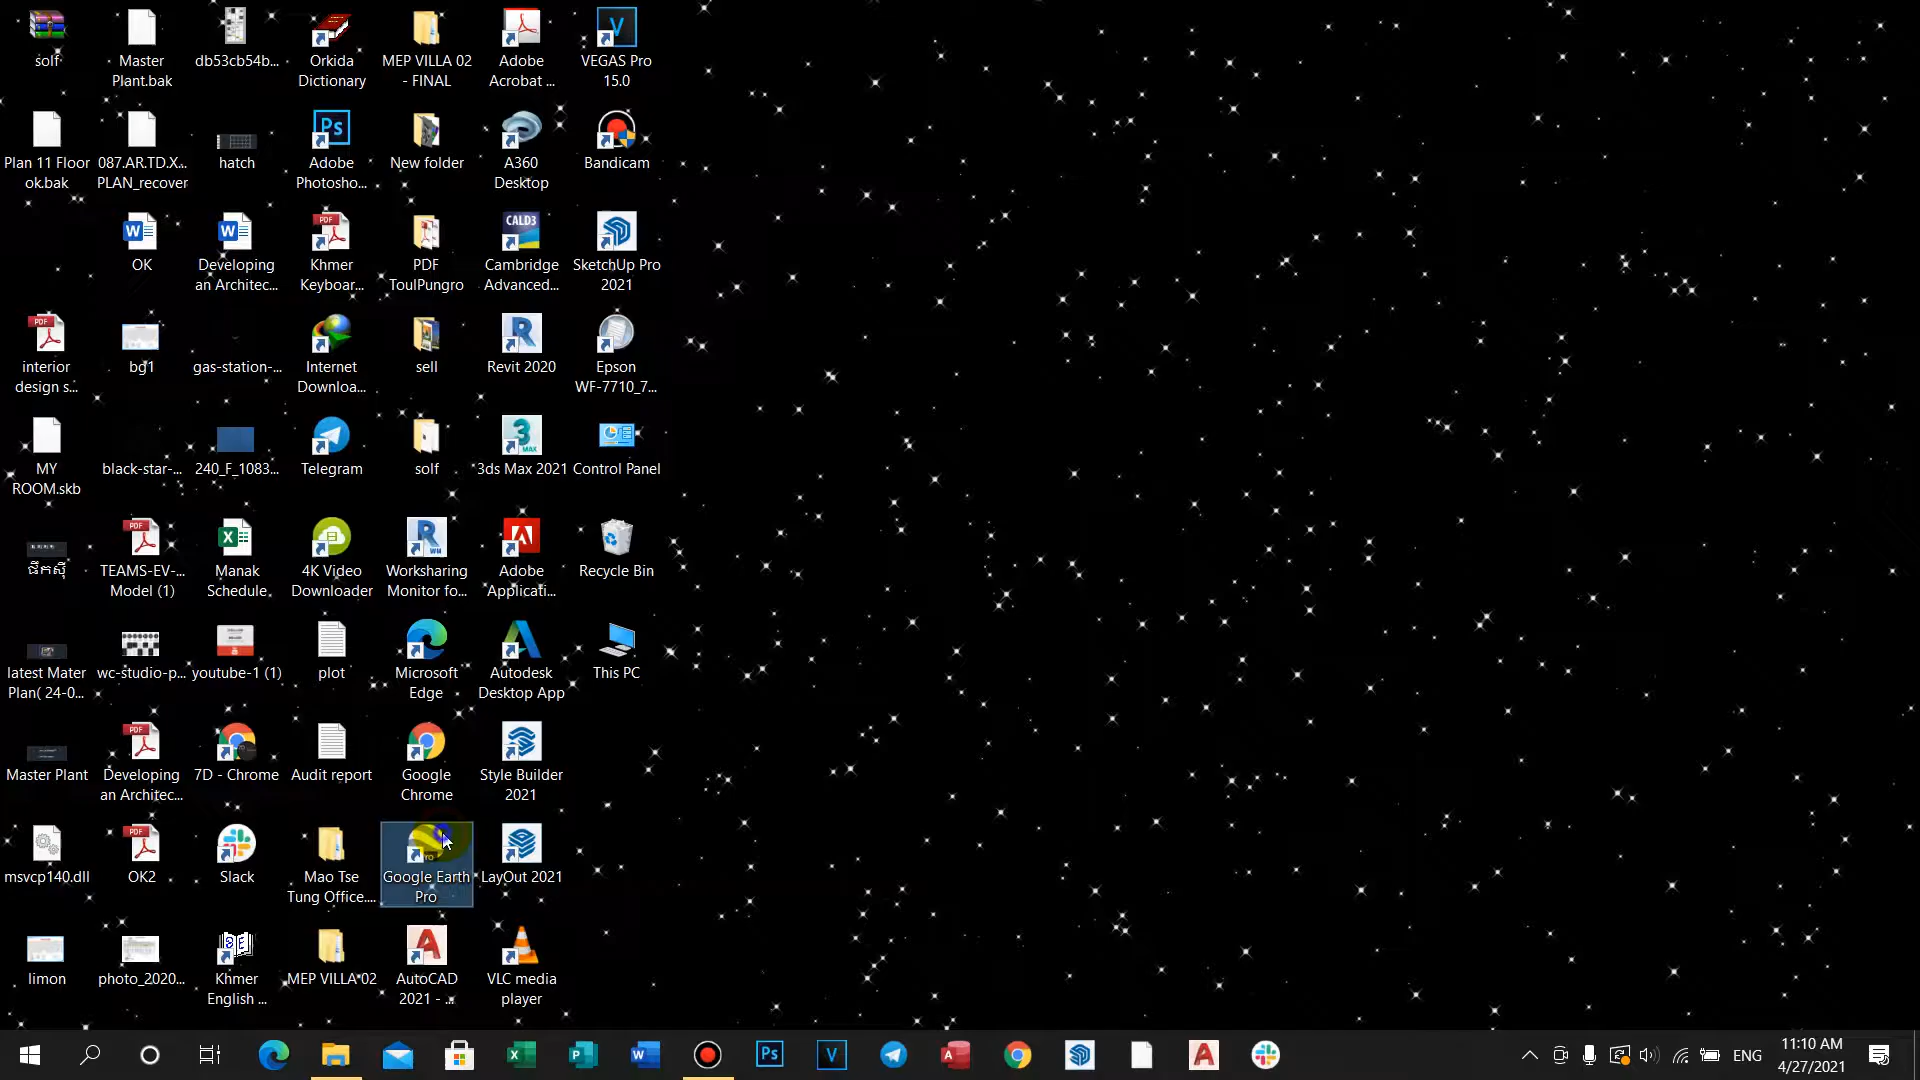 solf
Master
Plant.bak
db53cb54b...
Orkida
Dictionary
MEP VILLA 02
- FINAL
Adobe
Acrobat ...
VEGAS Pro
15.0
Plan 11 Floor
ok.bak
087.AR.TD.X...
PLAN_recover
hatch
Adobe
Photosho...
New folder
A360
Desktop
Bandicam
OK
Developing
an Architec...
Khmer
Keyboar...
PDF
ToulPungro
Cambridge
Advanced...
SketchUp Pro
2021
interior
design s...
bg1
gas-station-...
Internet
Downloa...
sell
Revit 2020
Epson
WF-7710_7...
MY
ROOM.skb
black-star-...
240_F_1083...
Telegram
solf
3ds Max 2021
Control Panel
ផឹកស៊ី
TEAMS-EV-...
Model (1)
Manak
Schedule
4K Video
Downloader
Worksharing
Monitor fo...
Adobe
Applicati...
Recycle Bin
latest Mater
Plan( 24-0...
wc-studio-p...
youtube-1 (1)
plot
Microsoft
Edge
Autodesk
Desktop App
This PC
Master Plant
Developing
an Architec...
7D - Chrome
Audit report
Google
Chrome
Style Builder
2021
msvcp140.dll
OK2
Slack
Mao Tse
Tung Office....
Google Earth
Pro
LayOut 2021
limon
photo_2020...
Khmer
English ...
MEP VILLA 02
AutoCAD
2021 - ...
VLC media
player
ENG
11:10 AM
4/27/2021